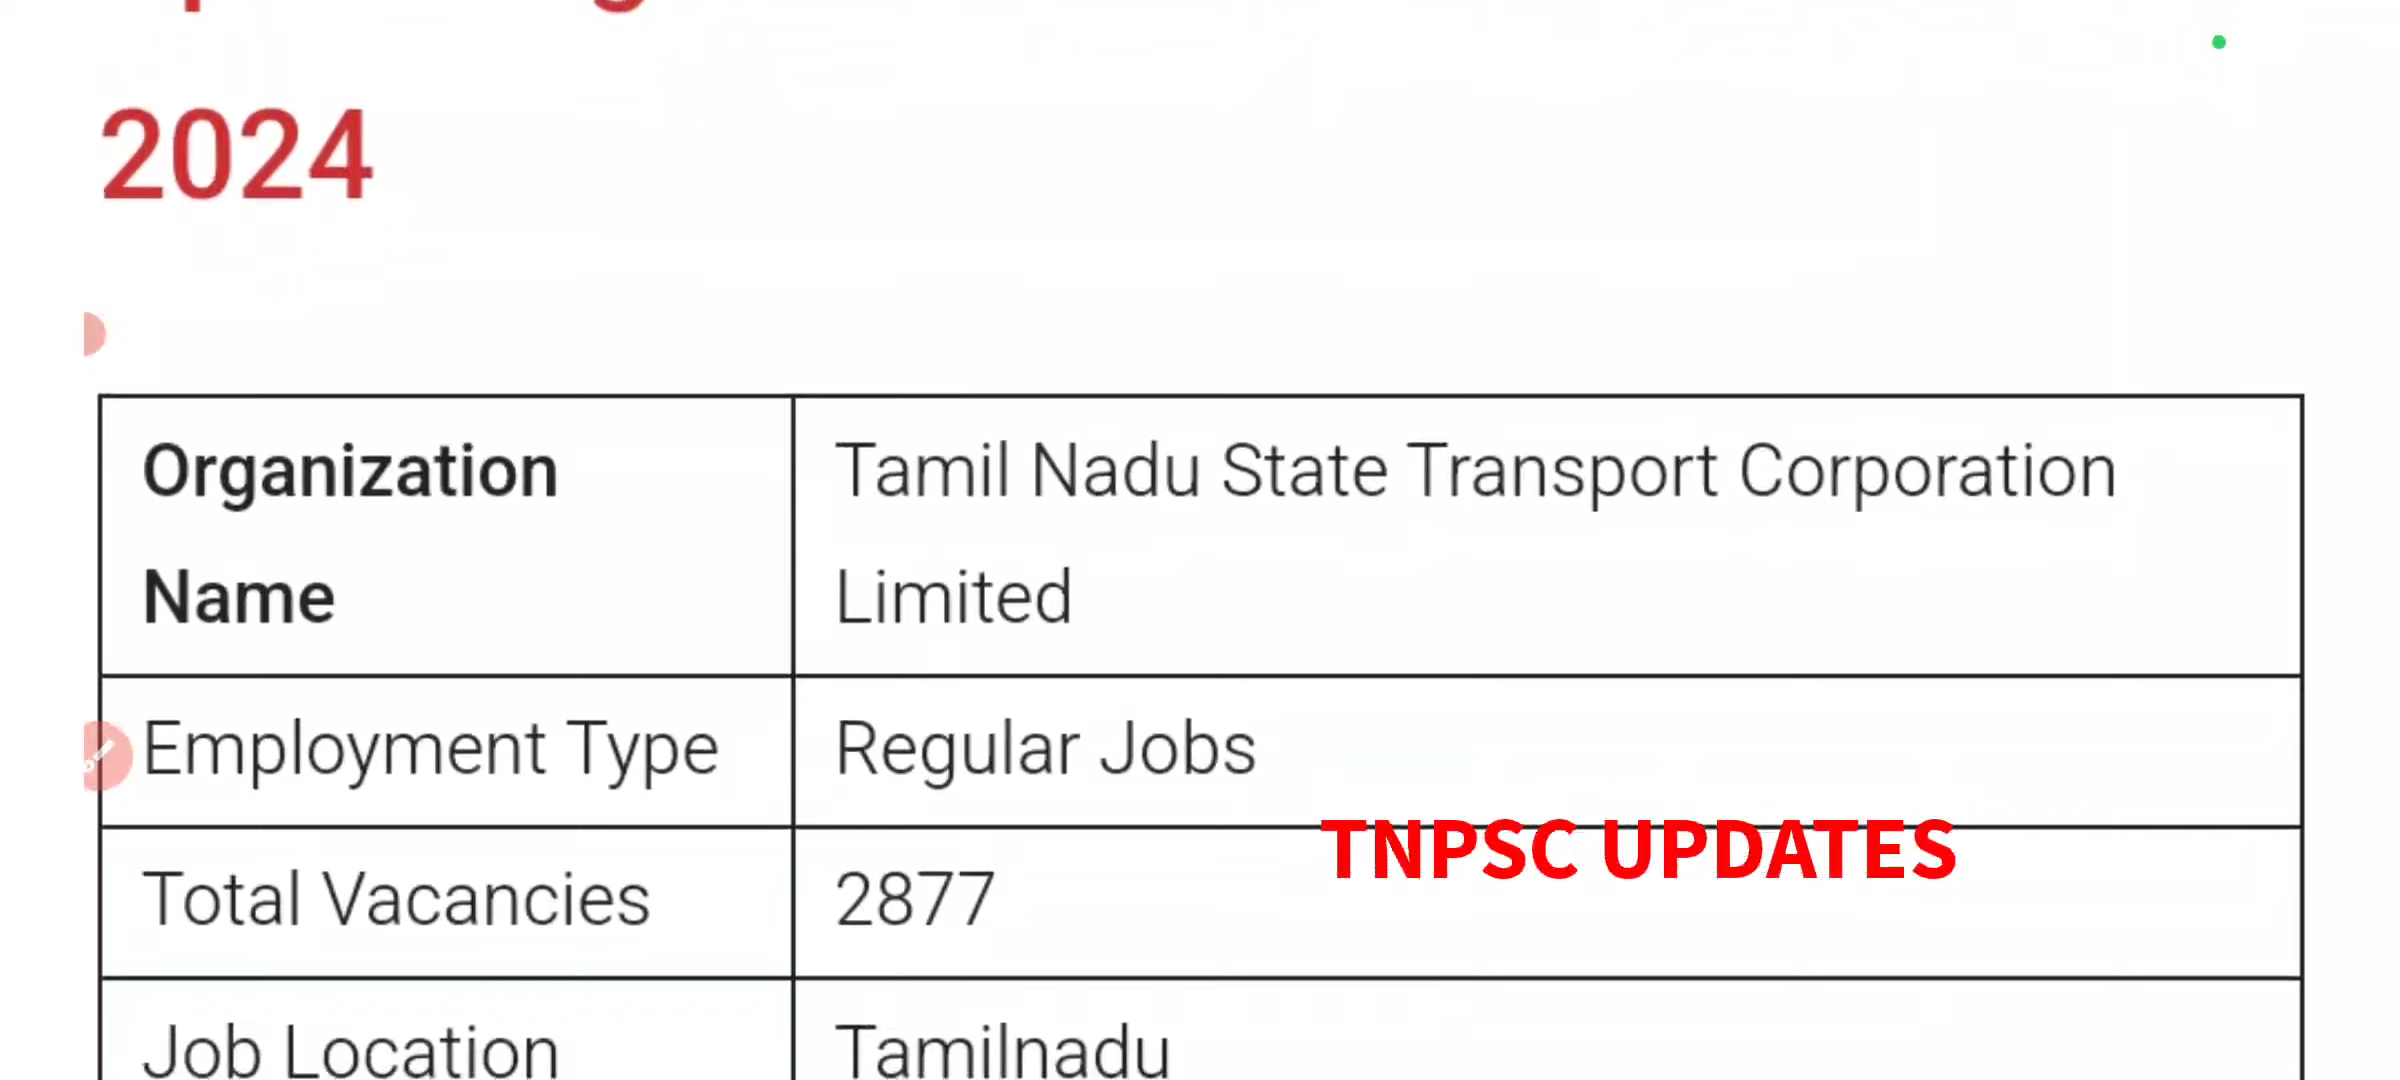 2024
Organization
Name
Tamil Nadu State Transport Corporation
Limited
Employment Type
Regular Jobs
TNPSC UPDATES
Total Vacancies
2877
Job Location
Tamilnadu